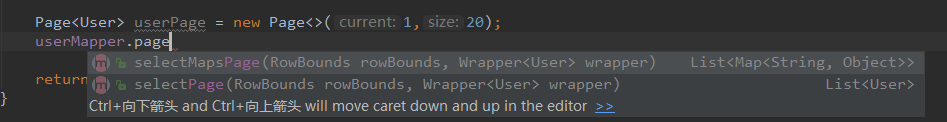 Page<User> userPage = new Page<>( current: 1, size: 20);
userMapper.page
selectMapsPage(RowBounds rowBounds, Wrapper<User> wrapper) List<Map<String, Object>>
selectPage(RowBounds rowBounds, Wrapper<User> wrapper) List<User>
return
Ctrl+向下箭头 and Ctrl+向上箭头 will move caret down and up in the editor >>
}